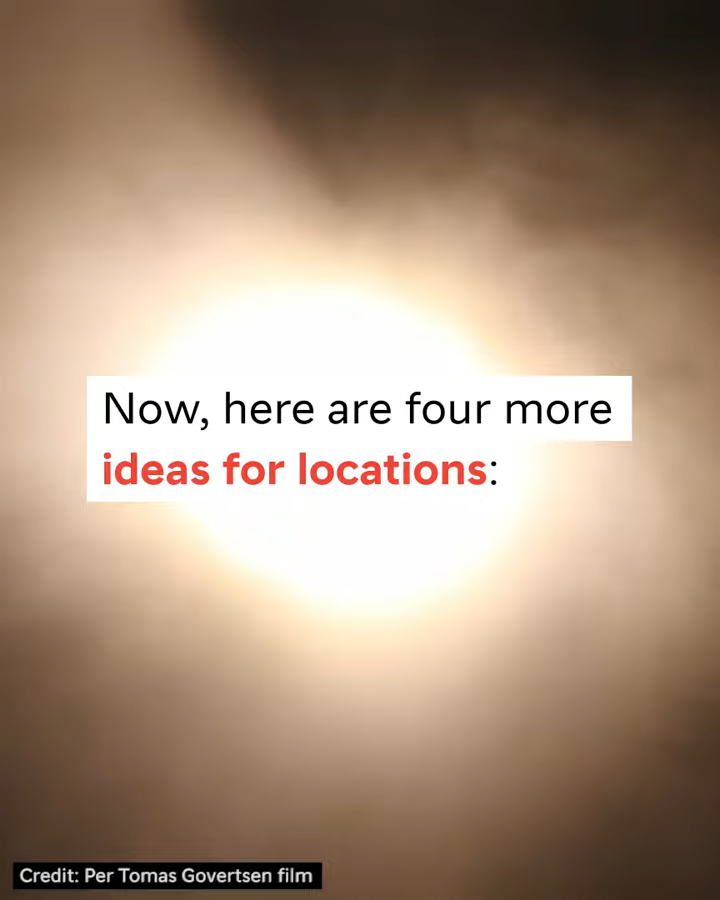 Now, here are four more
ideas for locations:
Credit: Per Tomas Govertsen film